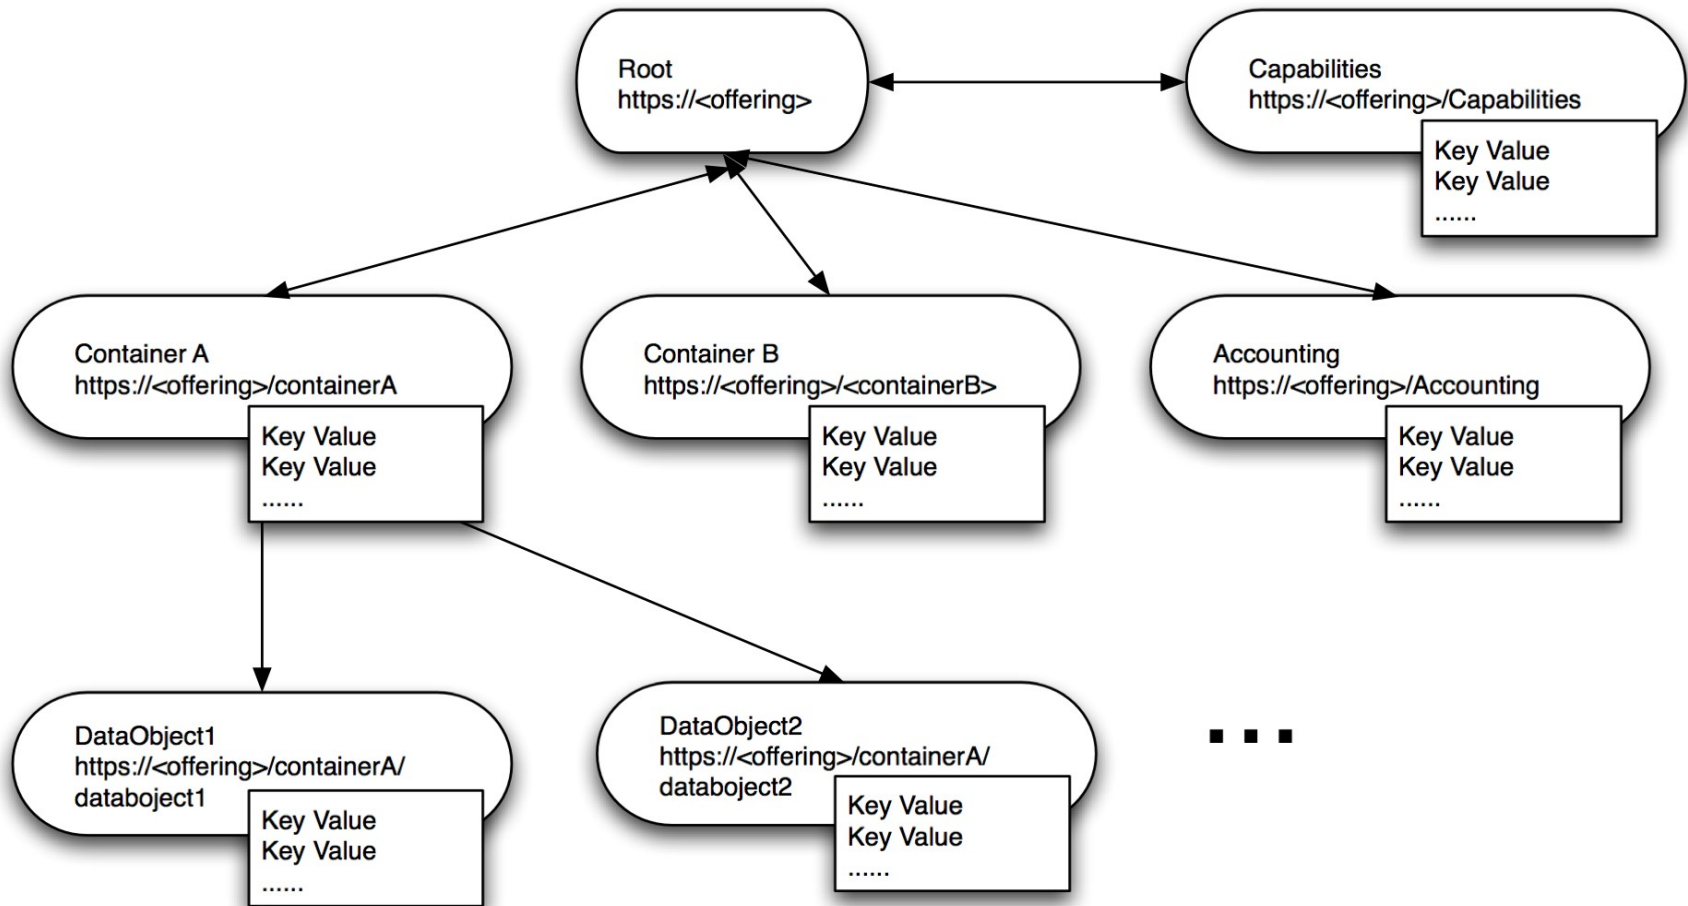 Root
https://<offering>
Capabilities
https://<offering>/Capabilities
Key Value
Key Value
......
Container A
https://<offering>/containerA
Key Value
Key Value
......
Container B
https://<offering>/<containerB>
Key Value
Key Value
......
Accounting
https://<offering>/Accounting
Key Value
Key Value
......
DataObject1
https://<offering>/containerA/
databoject1
Key Value
Key Value
......
DataObject2
https://<offering>/containerA/
databoject2
Key Value
Key Value
......
...